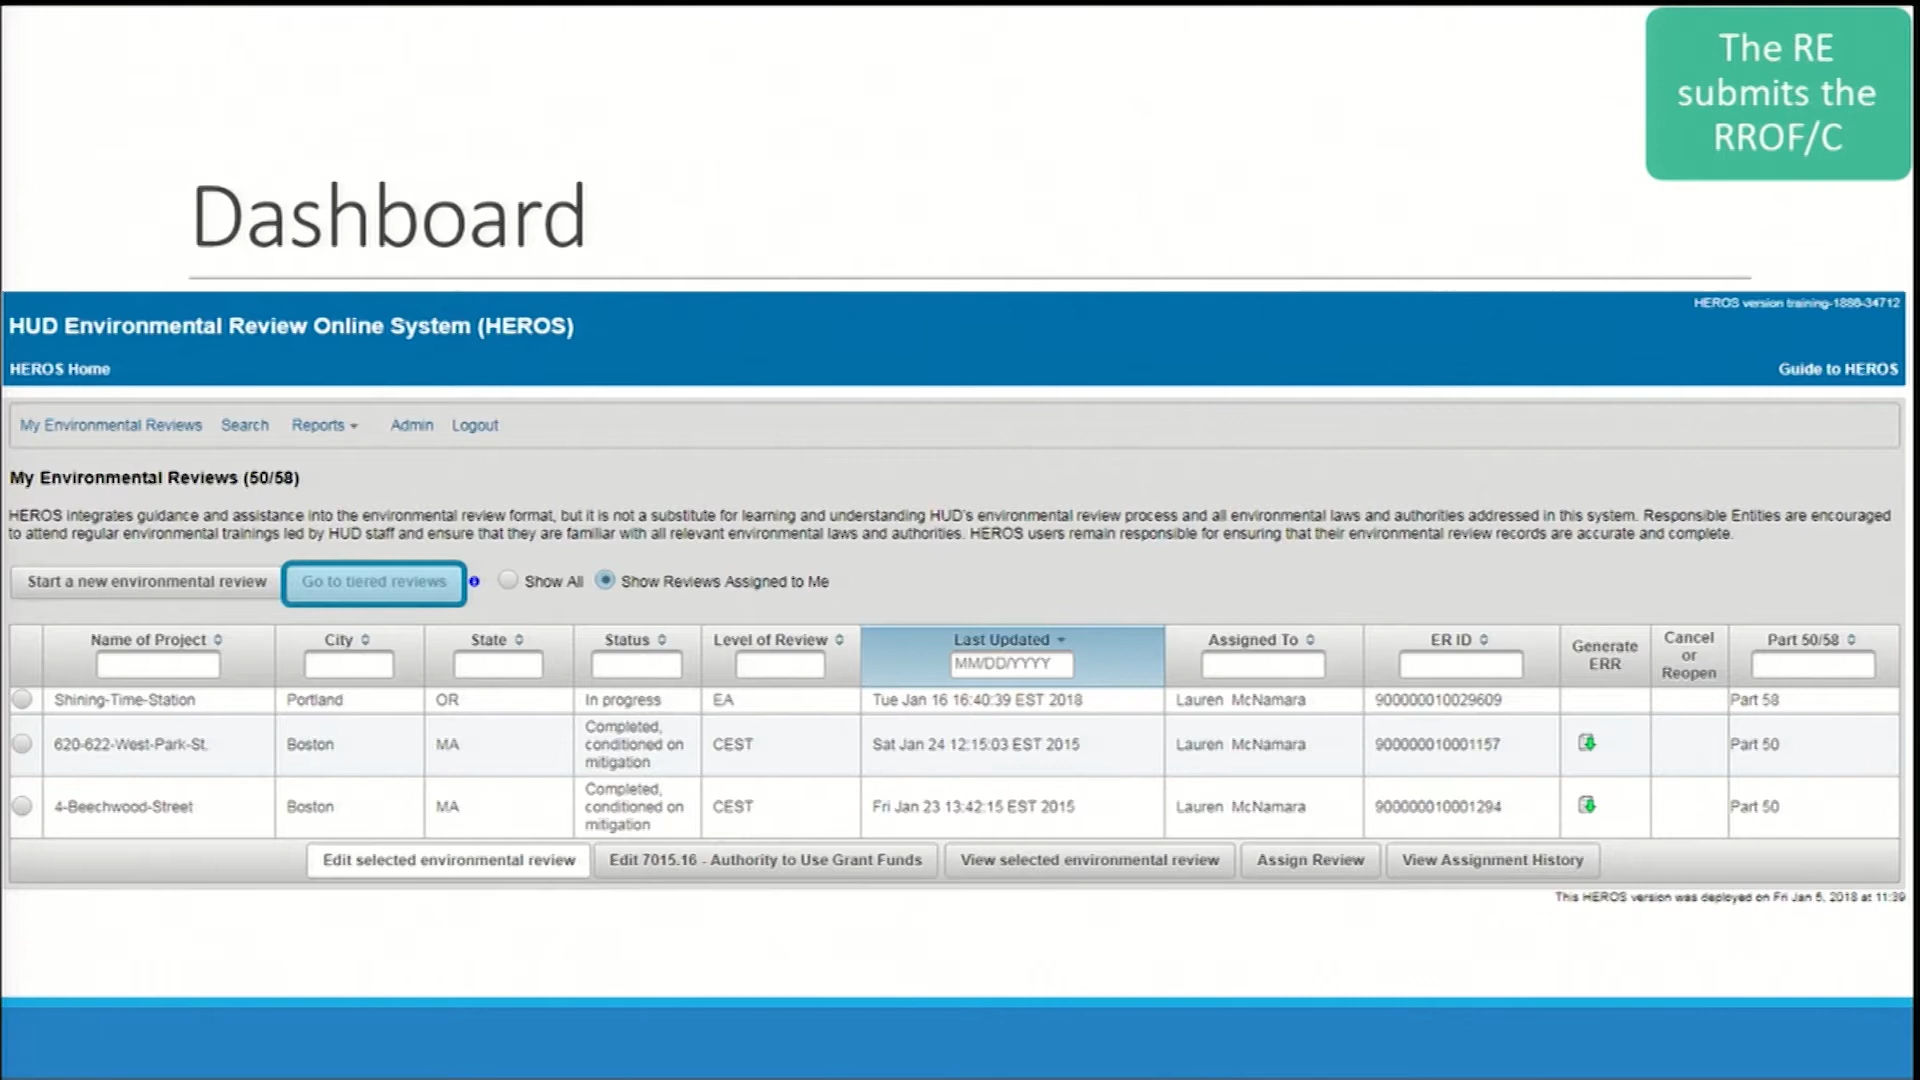 The RE
submits the
RROF/C
Dashboard
HEROS version training-1886-34712
HUD Environmental Review Online System (HEROS)
HEROS Home
Guide to HEROS
My Environmental Reviews Search Reports Admin Logout
My Environmental Reviews (50/58)
HEROS integrates guidance and assistance into the environmental review format, but it is not a substitute for learning and understanding HUD's environmental review process and all environmental laws and authorities addressed in this system. Responsible Entities are encouraged
to attend regular environmental trainings led by HUD staff and ensure that they are familiar with all relevant environmental laws and authorities. HEROS users remain responsible for ensuring that their environmental review records are accurate and complete.
Start a new environmental review Go to tiered reviews Show All Show Reviews Assigned to Me
Name of Project City State Status Level of Review Last Updated Assigned To ER ID Generate ERR Cancel or Reopen Part 50/58
MM/DD/YYYY
Shining-Time-Station Portland OR In progress EA Tue Jan 16 16:40:39 EST 2018 Lauren McNamara 900000010029609 Part 58
620-622-West-Park-St. Boston MA Completed, conditioned on mitigation CEST Sat Jan 24 12:15:03 EST 2015 Lauren McNamara 900000010001157 Part 50
4-Beechwood-Street Boston MA Completed, conditioned on mitigation CEST Fri Jan 23 13:42:15 EST 2015 Lauren McNamara 900000010001294 Part 50
Edit selected environmental review Edit 7015.16 - Authority to Use Grant Funds View selected environmental review Assign Review View Assignment History
This HEROS version was deployed on Fri Jan 5, 2018 at 11:39